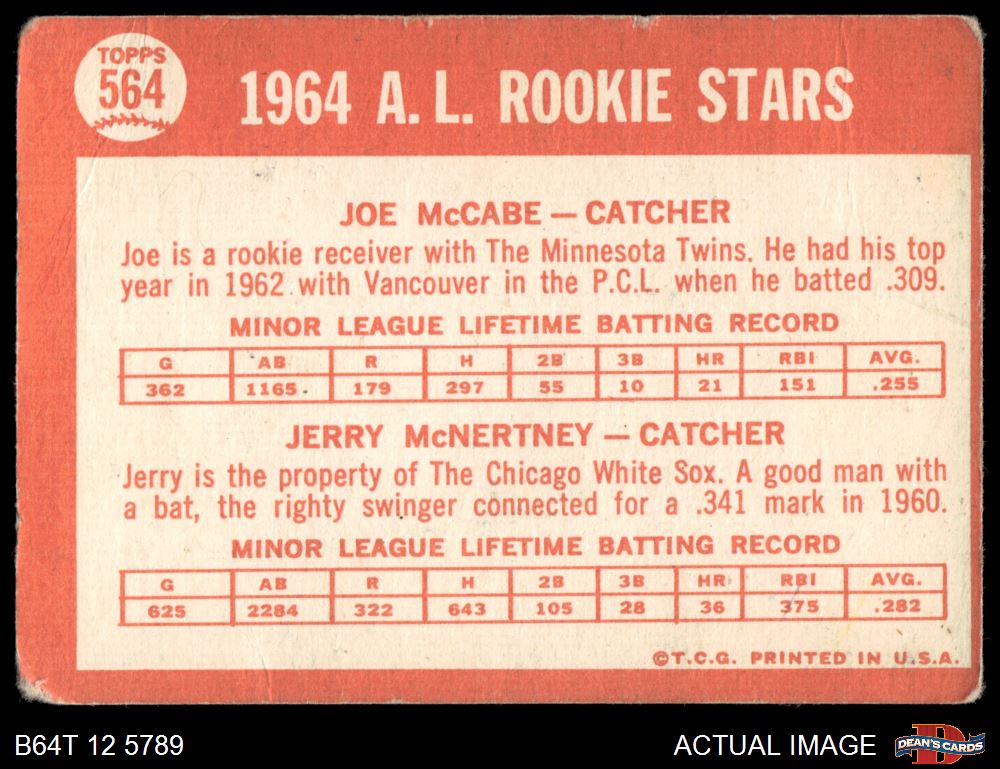 TOPPS
564
1964 A. L. ROOKIE STARS
JOE McCABE — CATCHER
Joe is a rookie receiver with The Minnesota Twins. He had his top
year in 1962 with Vancouver in the P.C.L. when he batted .309.
MINOR LEAGUE LIFETIME BATTING RECORD
G AB R H 2B 3B HR RBI AVG.
362 1165 179 297 55 10 21 151 .255
JERRY McNERTNEY — CATCHER
Jerry is the property of The Chicago White Sox. A good man with
a bat, the righty swinger connected for a .341 mark in 1960.
MINOR LEAGUE LIFETIME BATTING RECORD
G AB R H 2B 3B HR RBI AVG.
625 2284 322 643 105 28 36 375 .282
©T.C.G. PRINTED IN U.S.A.
B64T 12 5789
ACTUAL IMAGE
D
DEAN'S CARDS